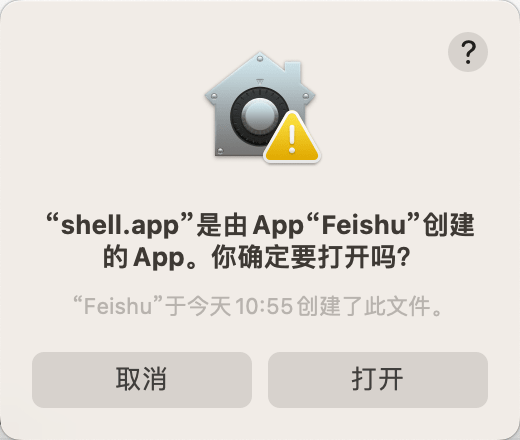 ?
“shell.app”是由 App“Feishu”创建
的 App。你确定要打开吗？
“Feishu”于今天 10:55 创建了此文件。
取消
打开